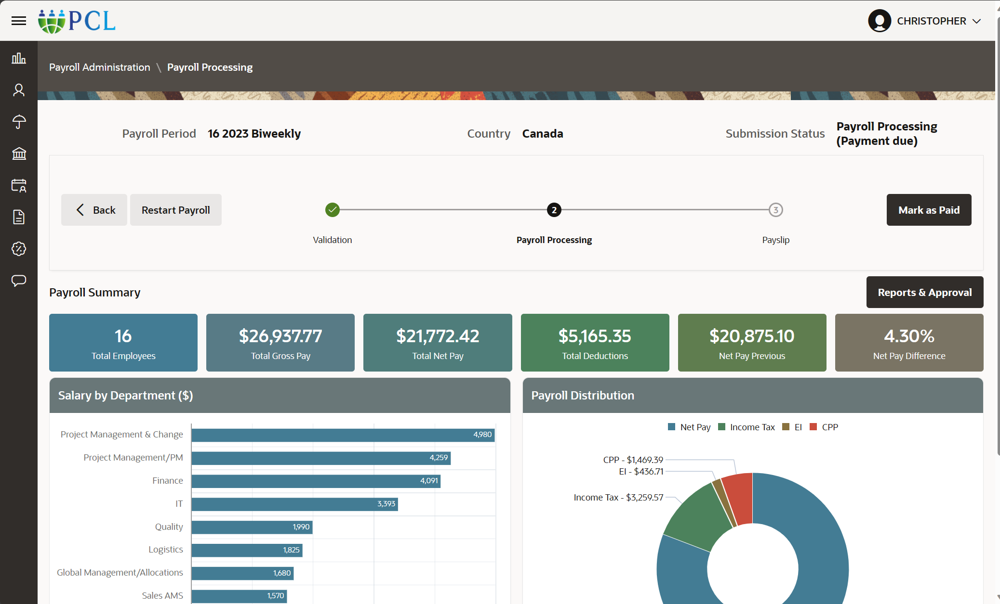 PCL
CHRISTOPHER
Payroll Administration \ Payroll Processing
Payroll Period 16 2023 Biweekly
Country Canada
Submission Status Payroll Processing
(Payment due)
Back
Restart Payroll
2
3
Mark as Paid
Validation
Payroll Processing
Payslip
Payroll Summary
Reports & Approval
16
Total Employees
$26,937.77
Total Gross Pay
$21,772.42
Total Net Pay
$5,165.35
Total Deductions
$20,875.10
Net Pay Previous
4.30%
Net Pay Difference
Salary by Department ($)
Project Management & Change 4,980
Project Management/PM 4,259
Finance 4,091
IT 3,393
Quality 1,990
Logistics 1,825
Global Management/Allocations 1,680
Sales AMS 1,570
Payroll Distribution
Net Pay Income Tax EI CPP
CPP - $1,469.39
EI - $436.71
Income Tax - $3,259.57